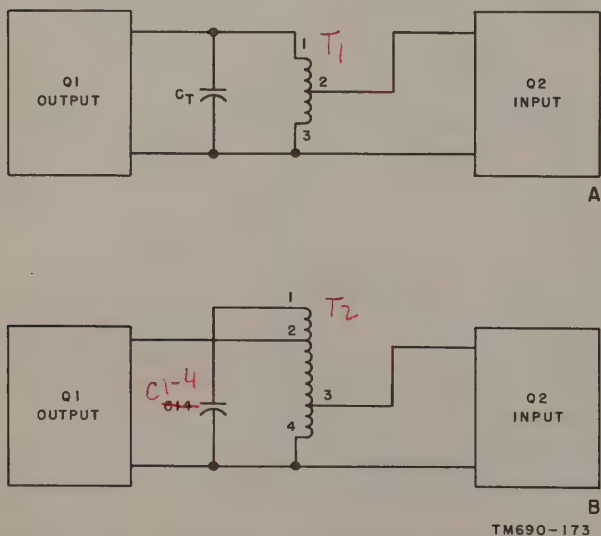 1 T1
Q1
OUTPUT
CT
2
Q2
INPUT
3
A
1 T2
2
Q1
OUTPUT
C1-4
3
Q2
INPUT
4
B
TM690-173